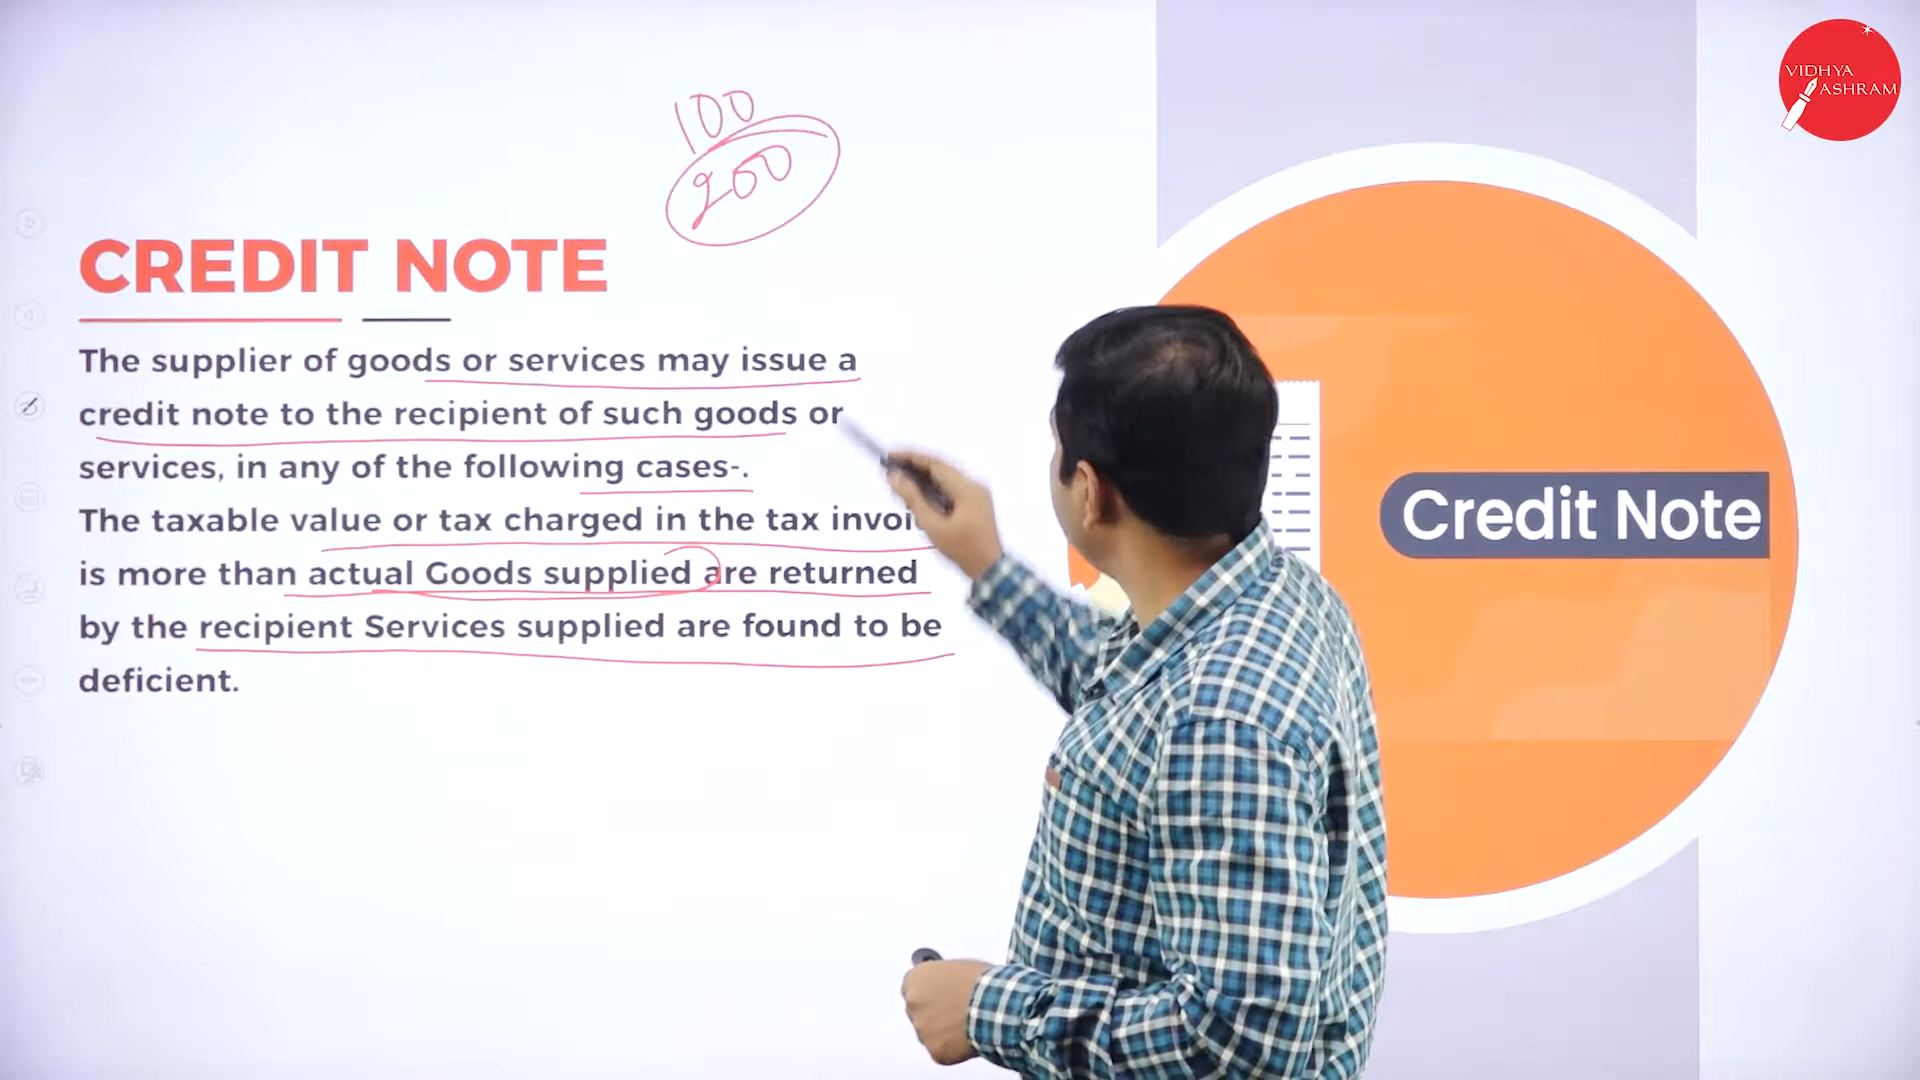 VIDHYA
ASHRAM
100
200
CREDIT NOTE
The supplier of goods or services may issue a
credit note to the recipient of such goods or
services, in any of the following cases-.
The taxable value or tax charged in the tax
is more than actual Goods supplied are returned
by the recipient Services supplied are found to be
deficient.
Credit Note